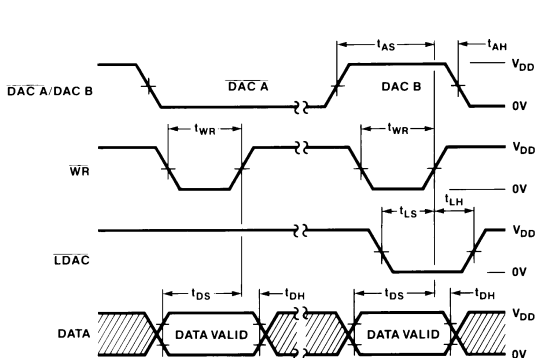 tAS
tAH
DAC A/DAC B
DAC A
DAC B
VDD
0V
tWR
tWR
WR
VDD
0V
tLS
tLH
LDAC
VDD
0V
tDS
tDH
tDS
tDH
DATA
DATA VALID
DATA VALID
VDD
0V